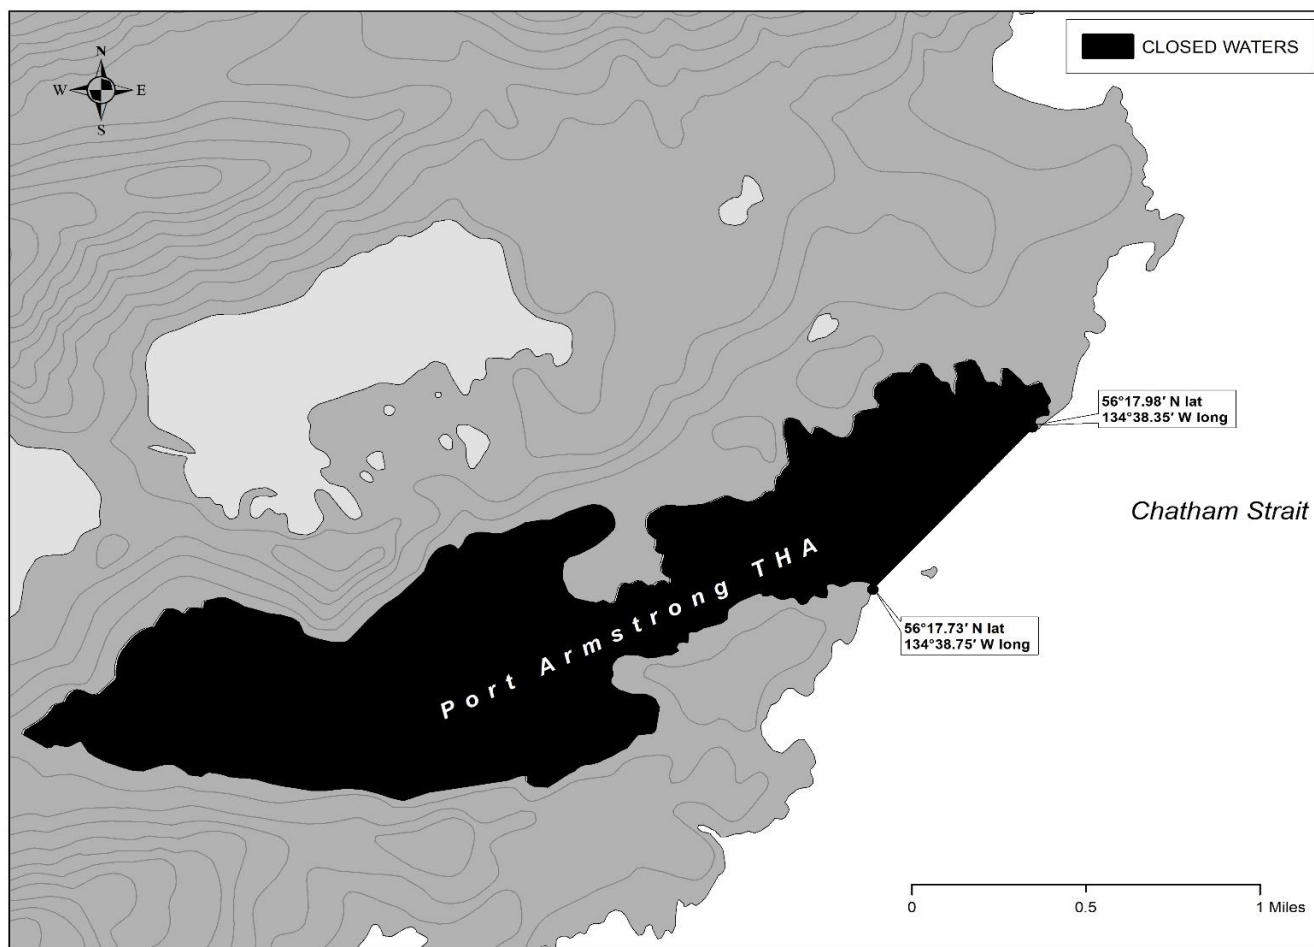 CLOSED WATERS
N
W E
S
56°17.98′ N lat
134°38.35′ W long
Chatham Strait
Port Armstrong THA
56°17.73′ N lat
134°38.75′ W long
0 0.5 1 Miles